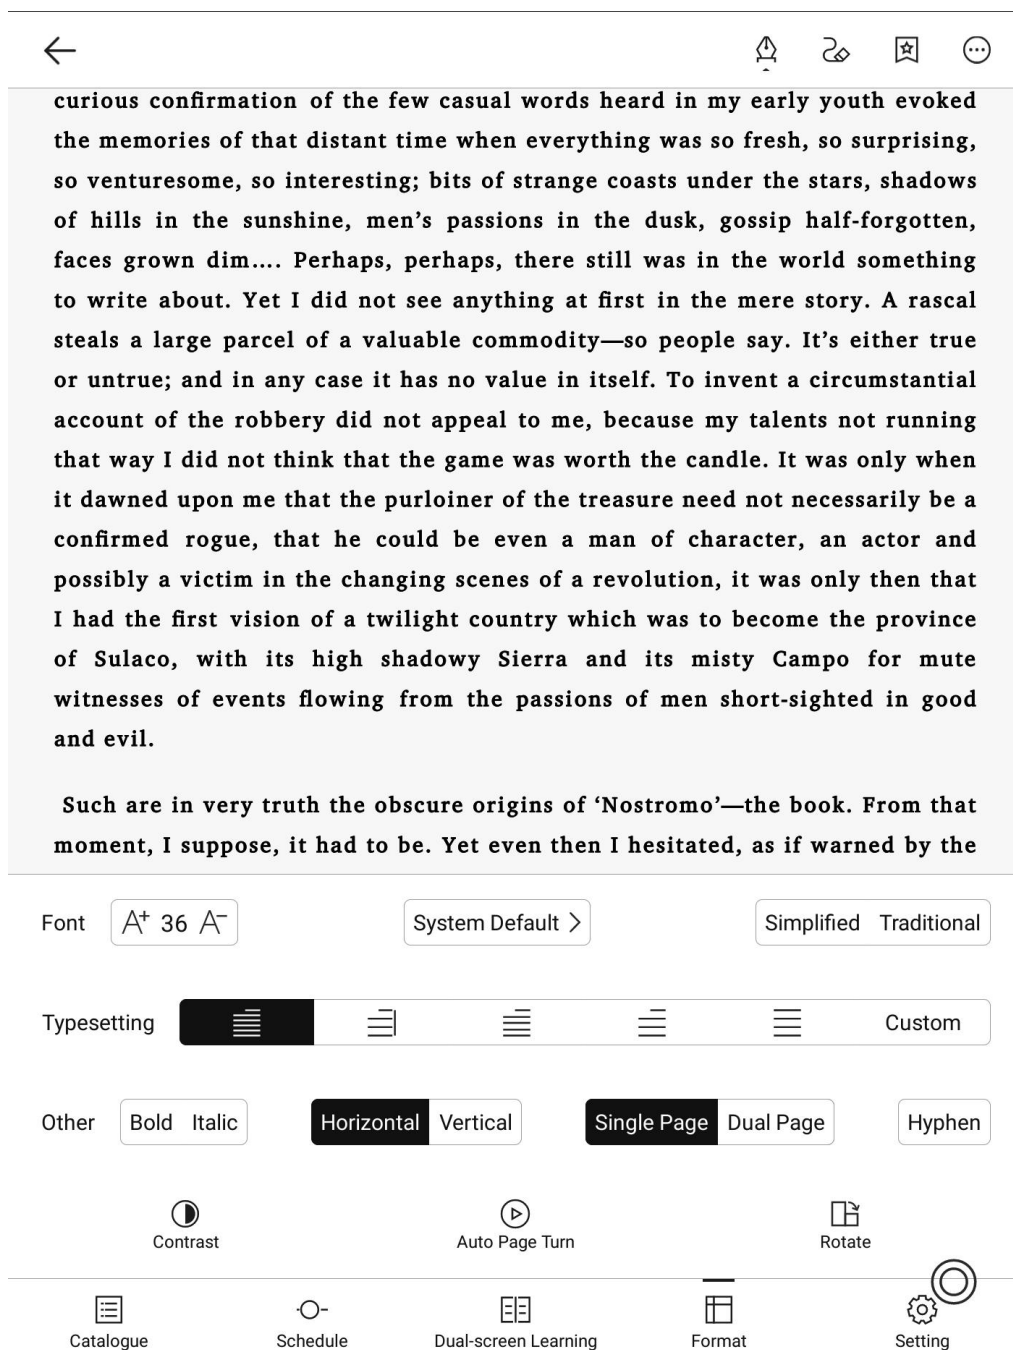 curious confirmation of the few casual words heard in my early youth evoked
the memories of that distant time when everything was so fresh, so surprising,
so venturesome, so interesting; bits of strange coasts under the stars, shadows
of hills in the sunshine, men’s passions in the dusk, gossip half-forgotten,
faces grown dim.... Perhaps, perhaps, there still was in the world something
to write about. Yet I did not see anything at first in the mere story. A rascal
steals a large parcel of a valuable commodity—so people say. It’s either true
or untrue; and in any case it has no value in itself. To invent a circumstantial
account of the robbery did not appeal to me, because my talents not running
that way I did not think that the game was worth the candle. It was only when
it dawned upon me that the purloiner of the treasure need not necessarily be a
confirmed rogue, that he could be even a man of character, an actor and
possibly a victim in the changing scenes of a revolution, it was only then that
I had the first vision of a twilight country which was to become the province
of Sulaco, with its high shadowy Sierra and its misty Campo for mute
witnesses of events flowing from the passions of men short-sighted in good
and evil.
Such are in very truth the obscure origins of ‘Nostromo’—the book. From that
moment, I suppose, it had to be. Yet even then I hesitated, as if warned by the
Font A+ 36 A- System Default > Simplified Traditional
Typesetting Custom
Other Bold Italic Horizontal Vertical Single Page Dual Page Hyphen
Contrast Auto Page Turn Rotate
Catalogue Schedule Dual-screen Learning Format Setting